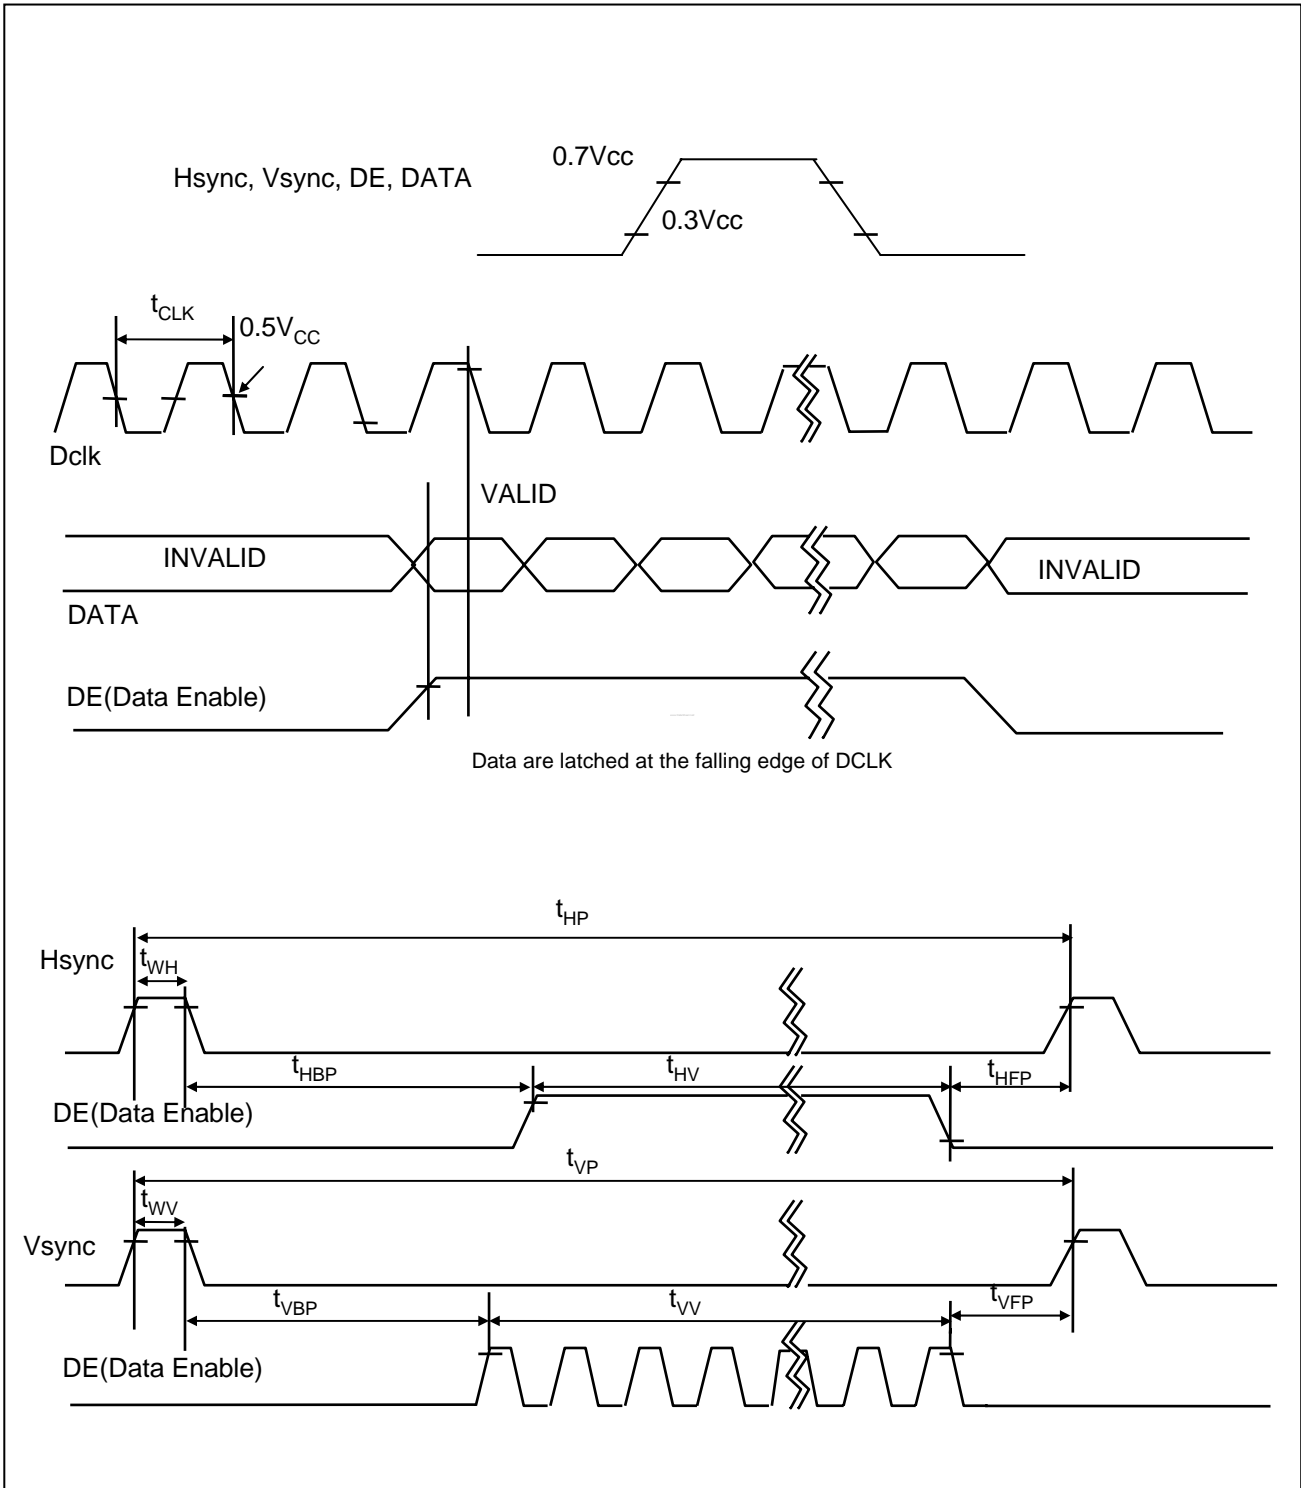 0.7Vcc
Hsync, Vsync, DE, DATA
0.3Vcc
tCLK
0.5VCC
Dclk
VALID
INVALID
INVALID
DATA
DE(Data Enable)
Data are latched at the falling edge of DCLK
tHP
Hsync
tWH
tHBP
tHV
tHFP
DE(Data Enable)
tVP
tWV
Vsync
tVBP
tVV
tVFP
DE(Data Enable)